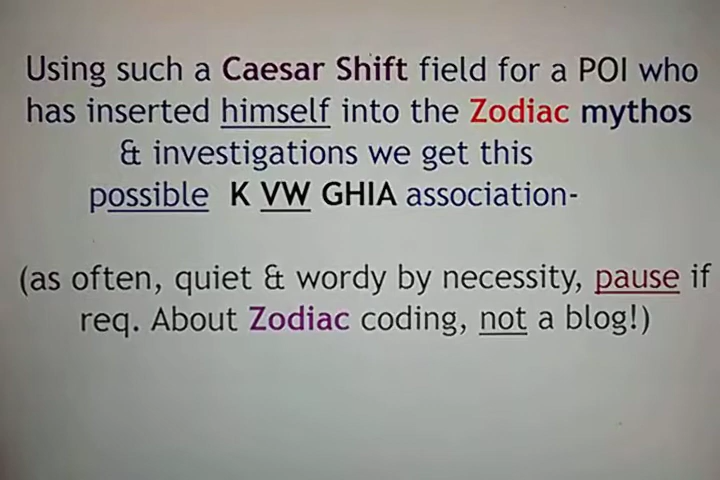 Using such a Caesar Shift field for a POI who
has inserted himself into the Zodiac mythos
& investigations we get this
possible K VW GHIA association-
(as often, quiet & wordy by necessity, pause if
req. About Zodiac coding, not a blog!)